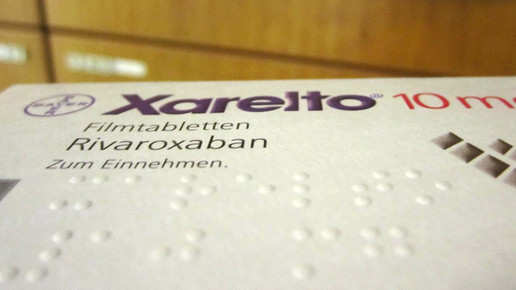 BAYER Xarelto® 10 m
Filmtabletten
Rivaroxaban
Zum Einnehmen.